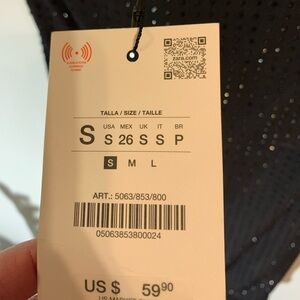 zara.com
TALLA / SIZE / TAILLE
USA MEX UK IT BR
S S 26 S S P
S M L
ART.: 5063/853/800
05063853800024
US $ 59.90